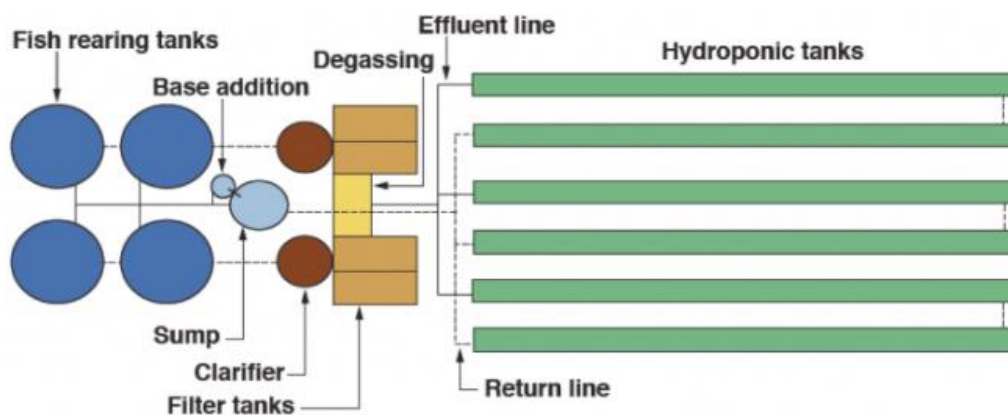 Effluent line
Fish rearing tanks
Degassing
Hydroponic tanks
Base addition
Sump
Clarifier
Filter tanks
Return line